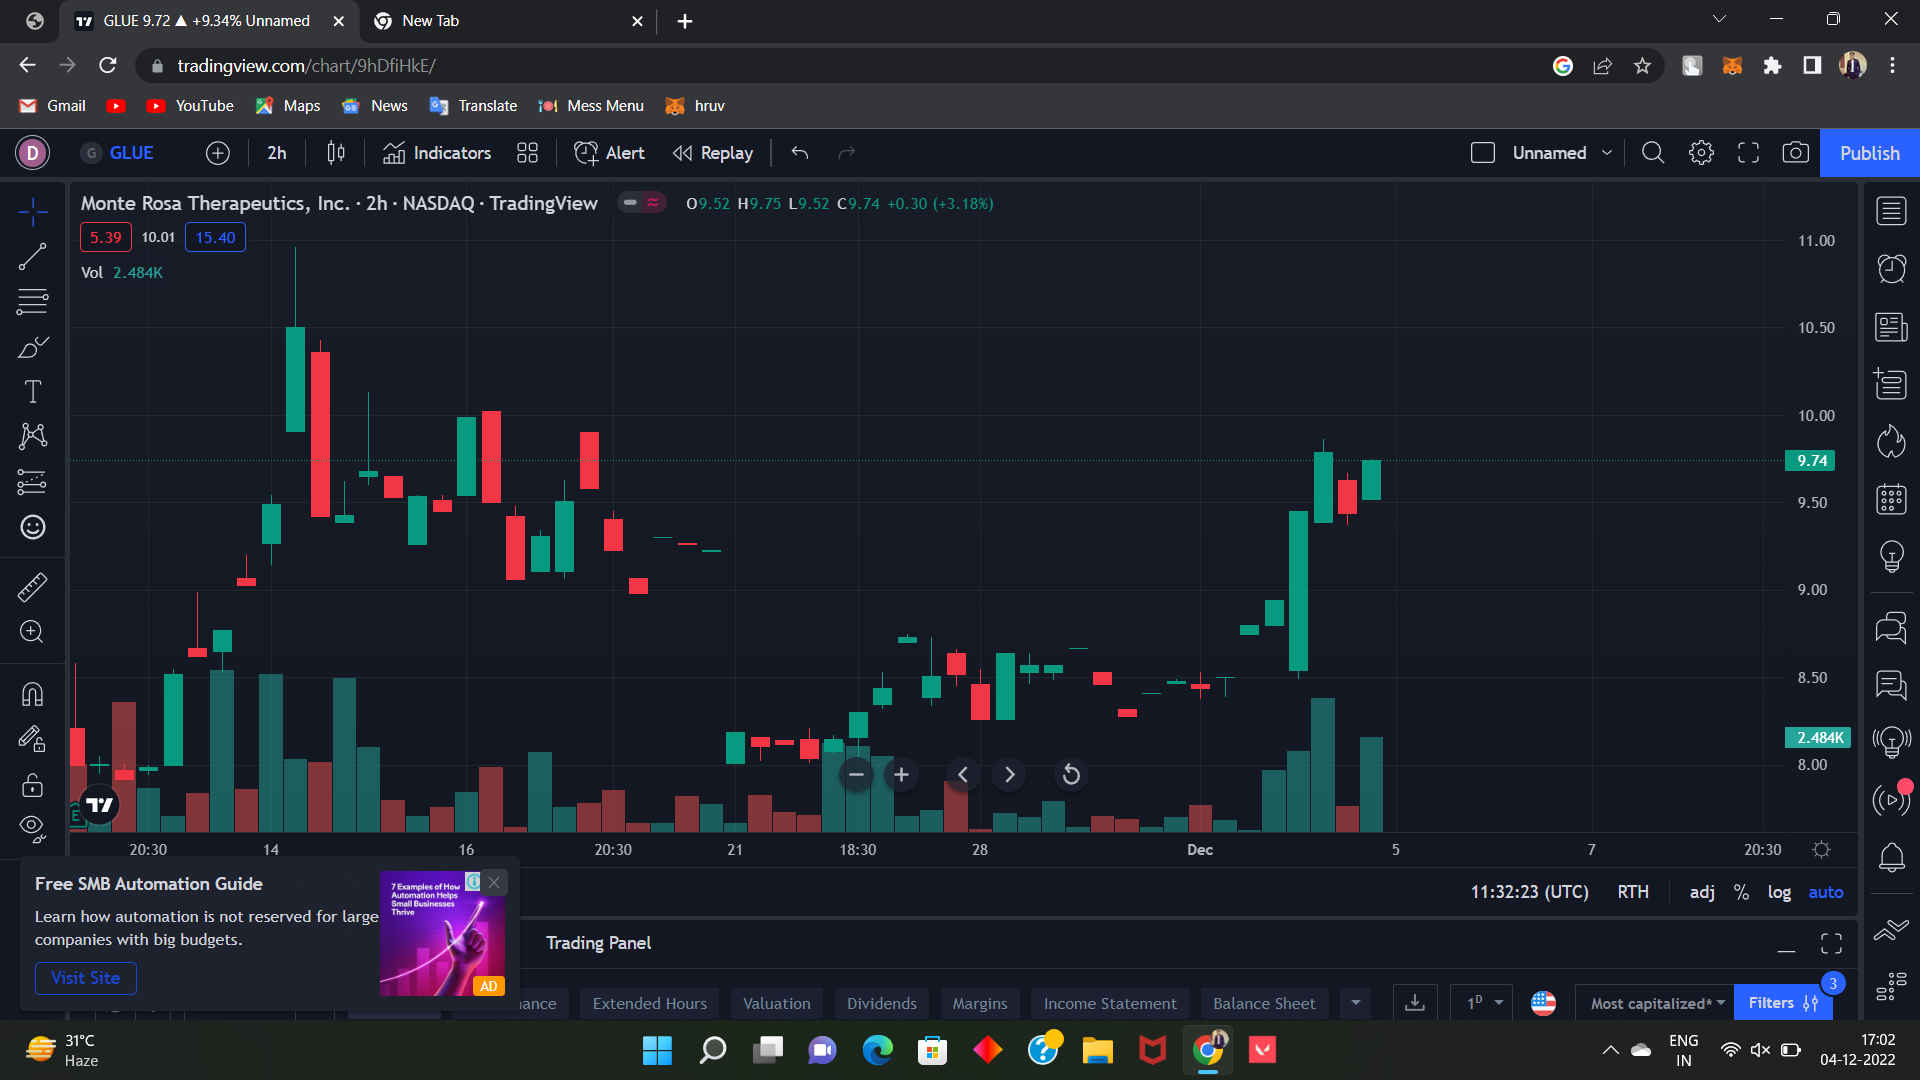 GLUE 9.72 ▲ +9.34% Unnamed
New Tab
tradingview.com/chart/9hDfiHkE/
Gmail
YouTube
Maps
News
Translate
Mess Menu
hruv
D
G GLUE
2h
Indicators
Alert
Replay
Unnamed
Publish
Monte Rosa Therapeutics, Inc. · 2h · NASDAQ · TradingView
O9.52 H9.75 L9.52 C9.74 +0.30 (+3.18%)
5.39 10.01 15.40
Vol 2.484K
11.00
10.50
10.00
9.74
9.50
9.00
8.50
2.484K
8.00
E
20:30 14 16 20:30 21 18:30 28 Dec 5 7 20:30
11:32:23 (UTC) RTH adj % log auto
Free SMB Automation Guide
Learn how automation is not reserved for large
companies with big budgets.
Visit Site
7 Examples of How
Automation Helps
Small Businesses
Thrive
AD
Trading Panel
ance
Extended Hours
Valuation
Dividends
Margins
Income Statement
Balance Sheet
1D
Most capitalized*
Filters
3
31°C
Haze
ENG
IN
17:02
04-12-2022